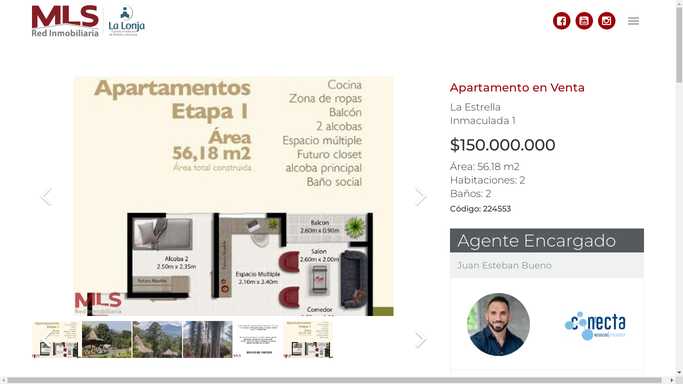 MLS
Red Inmobiliaria
La Lonja
Apartamentos
Etapa 1
Área
56,18 m2
Área total construida
Cocina
Zona de ropas
Balcón
2 alcobas
Espacio múltiple
Futuro closet
alcoba principal
Baño social
Balcon
2.60m x 0.90m
Alcoba 2
2.50m x 2.35m
Futuro Mueble
Espacio Multiple
2.16m x 2.40m
Salon
2.60m x 2.00m
Comedor
MLS
Red Inmobiliaria
Apartamento en Venta
La Estrella
Inmaculada 1
$150.000.000
Área: 56.18 m2
Habitaciones: 2
Baños: 2
Código: 224553
Agente Encargado
Juan Esteban Bueno
conecta